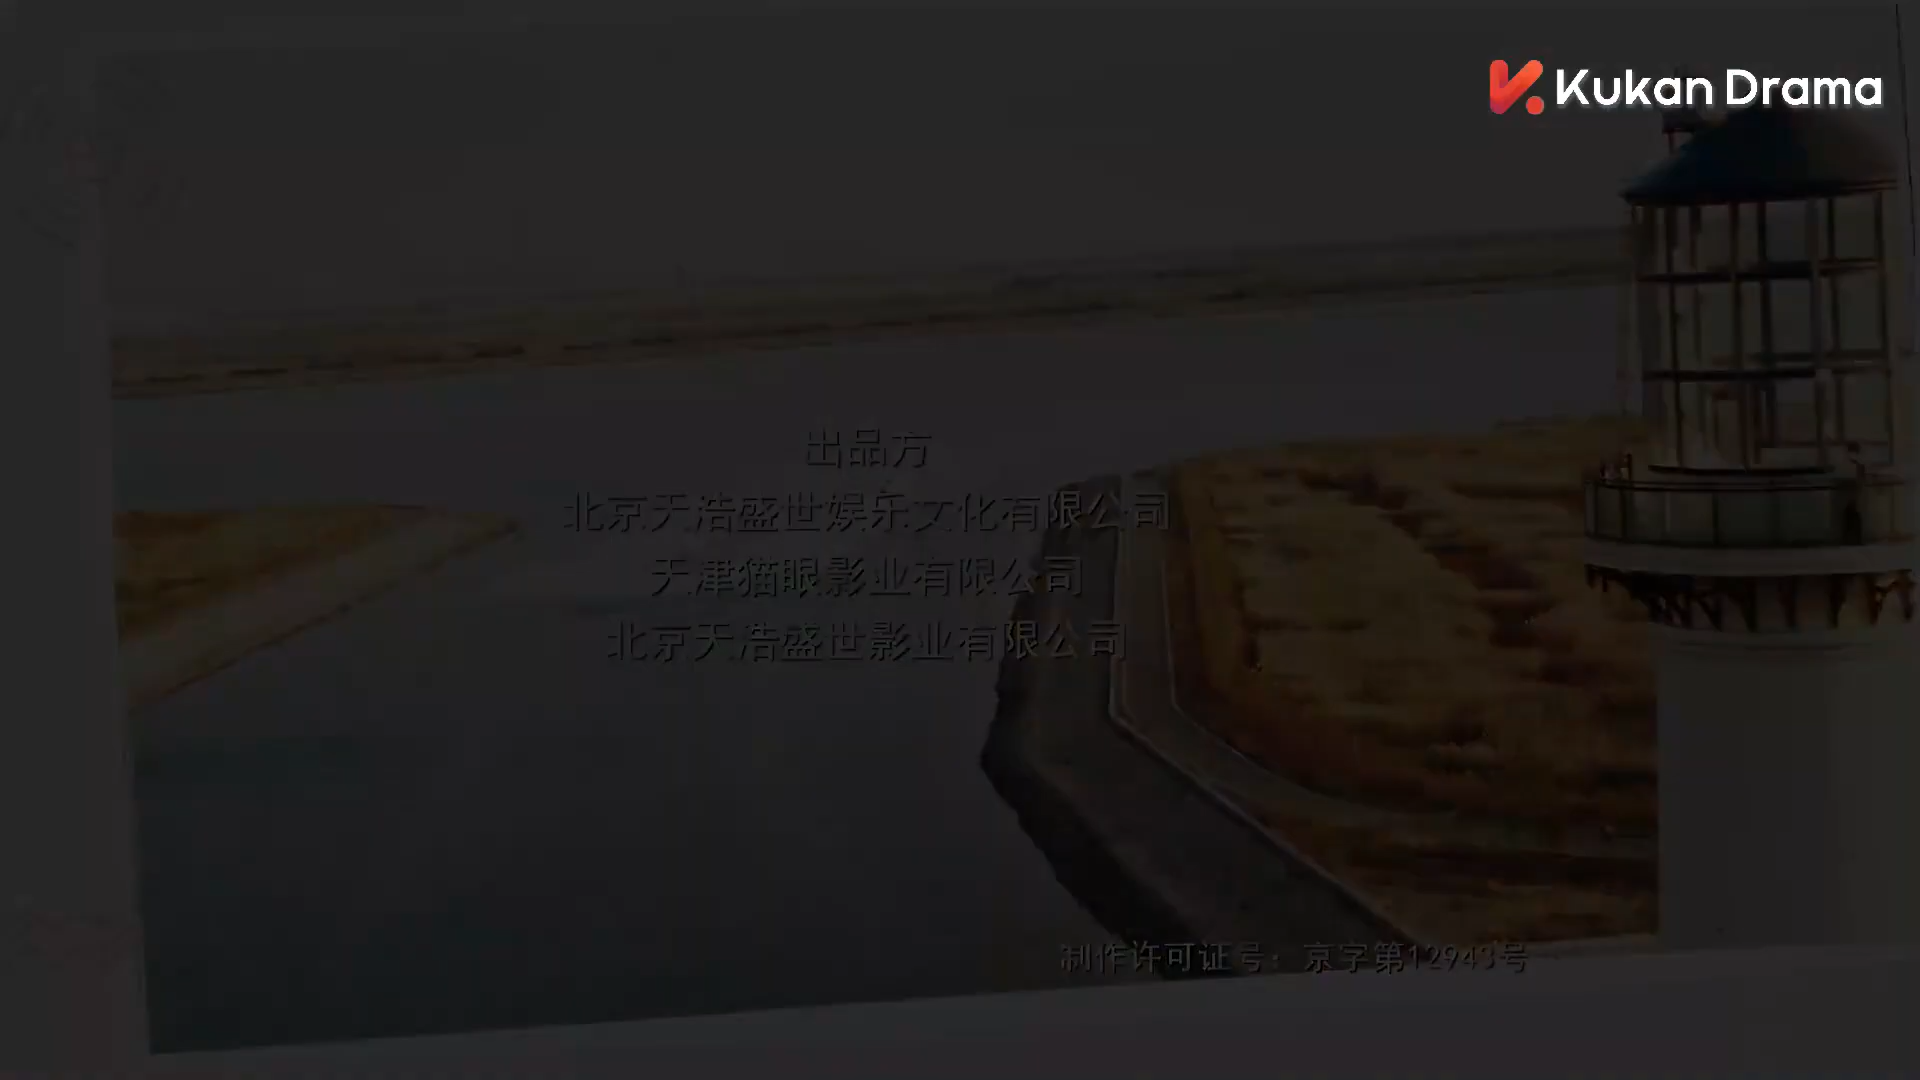 Kukan Drama
出品方
北京天浩盛世娱乐文化有限公司
天津猫眼影业有限公司
北京天浩盛世影业有限公司
制作许可证号：京字第12943号